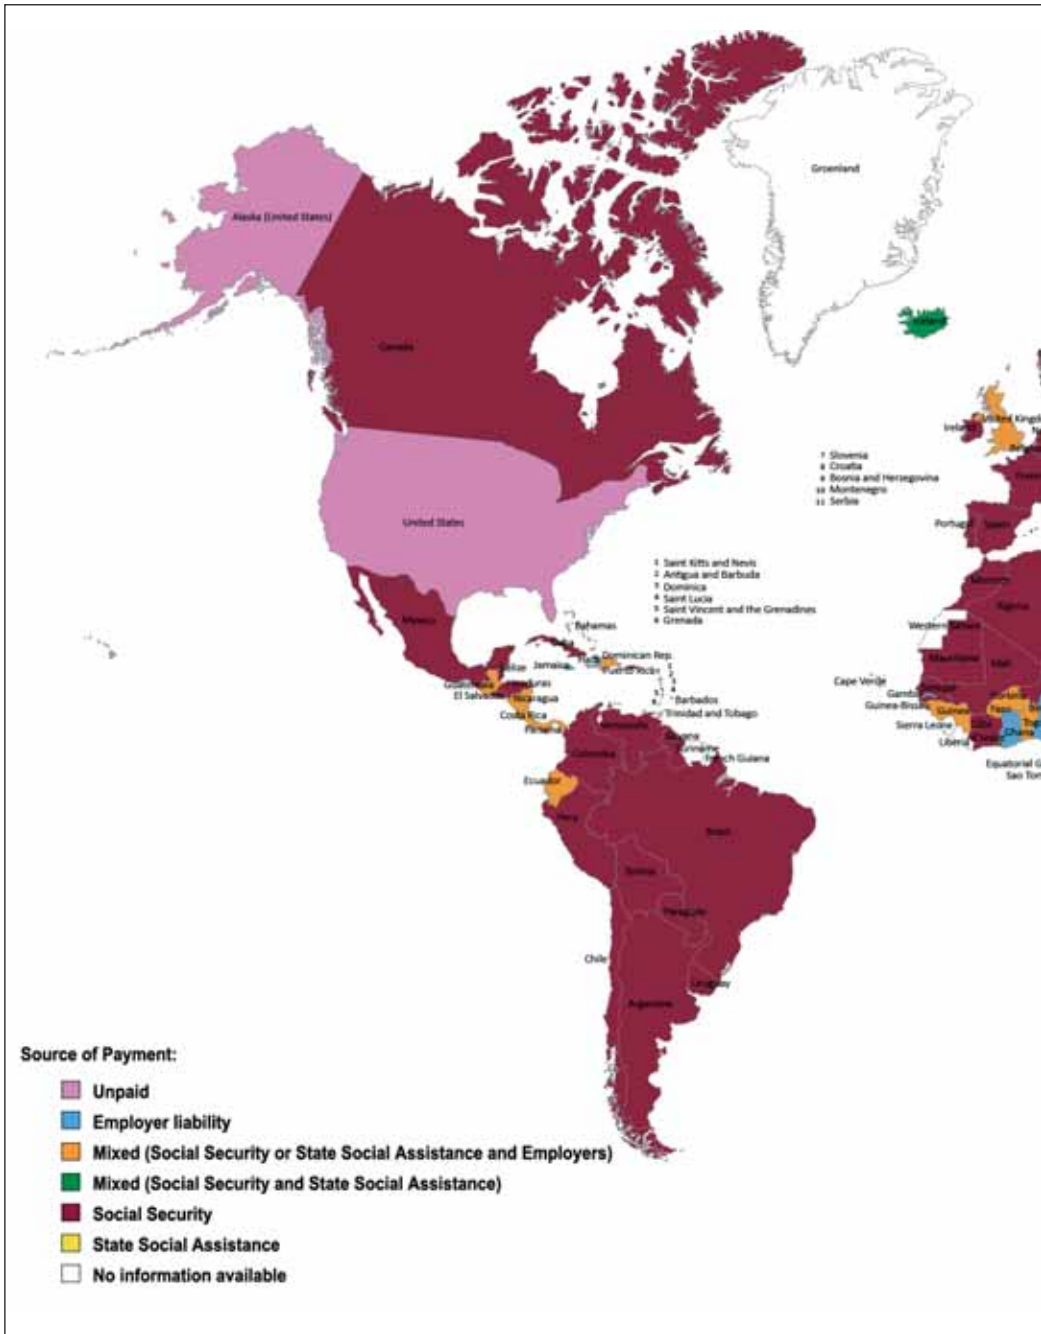 Groenland
Alaska (United States)
Iceland
Canada
United Kingd
Ireland
7 Slovenia
8 Croatia
9 Bosnia and Hersegovina
10 Montenegro
11 Serbia
United States
Portugal
Spain
1 Saint Kitts and Nevis
2 Antigua and Barbuda
3 Dominica
4 Saint Lucia
5 Saint Vincent and the Grenadines
6 Grenada
Morocco
Algeria
Mexico
Bahamas
Cuba
Western Sahara
Belize
Jamaica
Haiti
Dominican Rep.
Puerto Rico
Mauritania
Mali
Guatemala
Honduras
El Salvador
Nicaragua
Barbados
Cape Verde
Gambia
Guinea-Bissau
Guinea
Costa Rica
Panama
Trinidad and Tobago
Sierra Leone
Liberia
Ghana
Venezuela
Guyana
Suriname
French Guiana
Colombia
Equatorial G
Sao Tom
Ecuador
Peru
Brazil
Bolivia
Paraguay
Chile
Uruguay
Argentina
Source of Payment:
Unpaid
Employer liability
Mixed (Social Security or State Social Assistance and Employers)
Mixed (Social Security and State Social Assistance)
Social Security
State Social Assistance
No information available